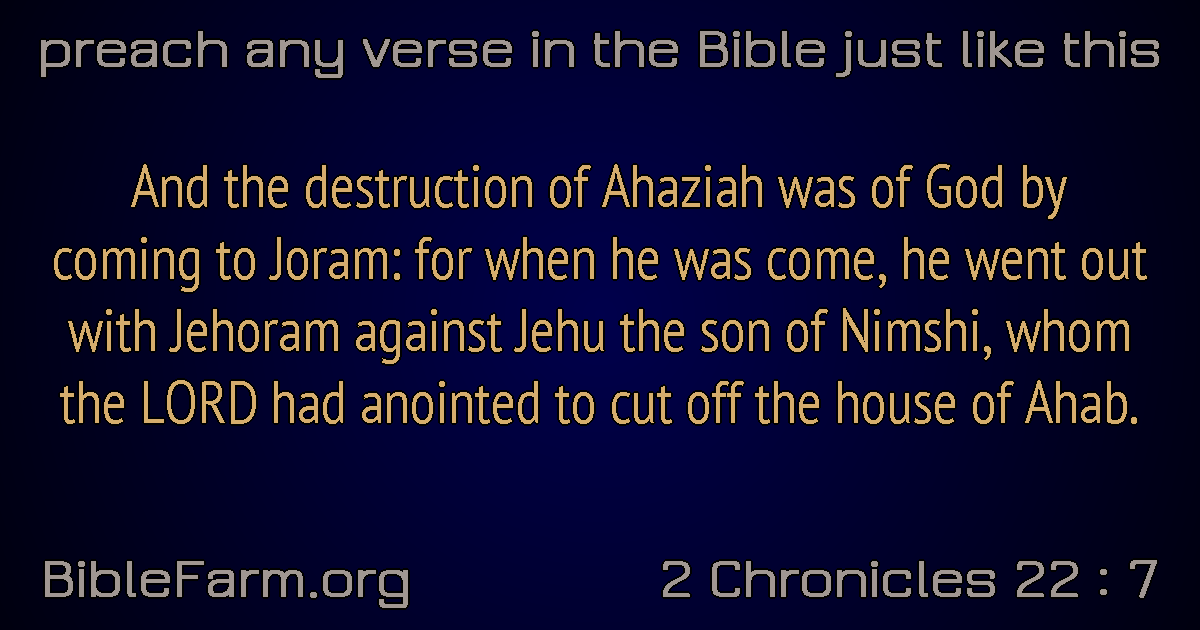 preach any verse in the Bible just like this
And the destruction of Ahaziah was of God by
coming to Joram: for when he was come, he went out
with Jehoram against Jehu the son of Nimshi, whom
the LORD had anointed to cut off the house of Ahab.
BibleFarm.org
2 Chronicles 22 : 7